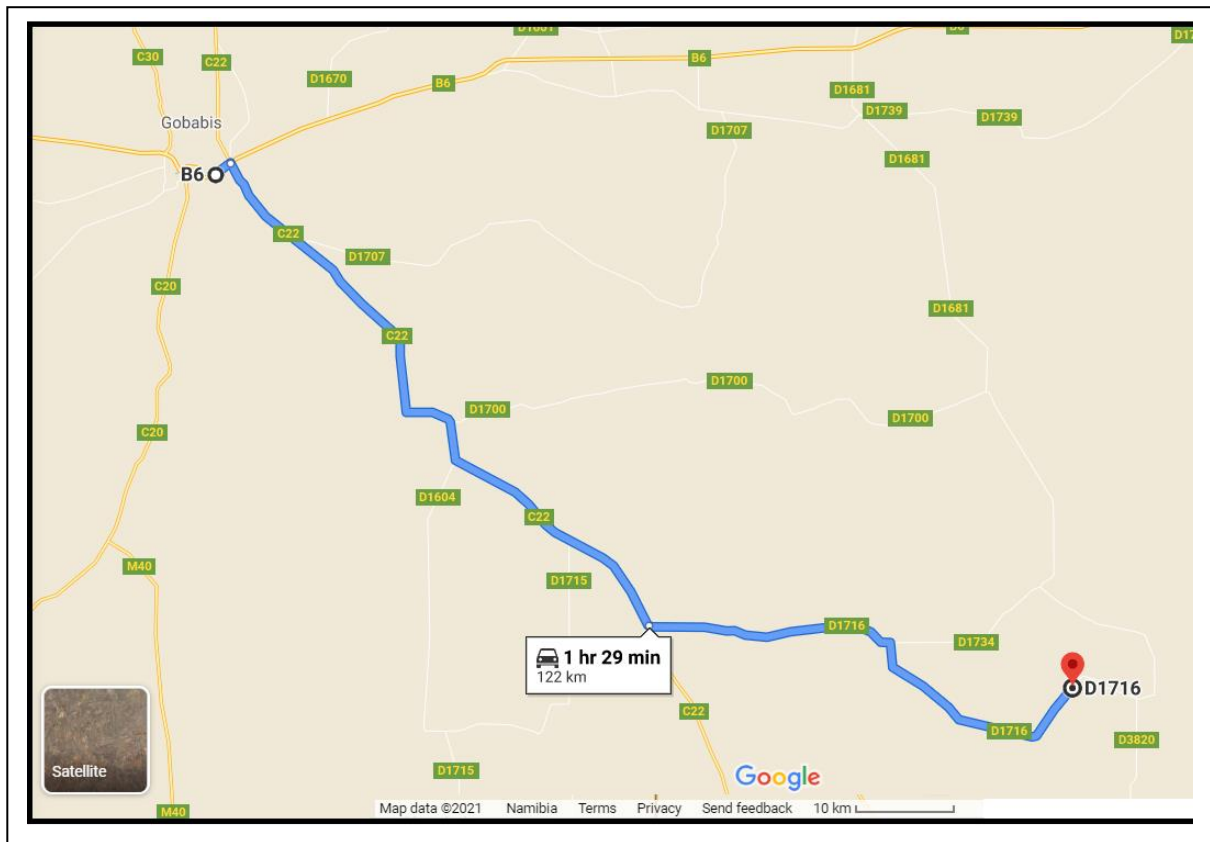 B6
C30
C22
D1670
B6
B6
D1681
D1739
D1739
D1707
D1681
Gobabis
B6
C22
D1707
C20
D1681
C22
D1700
D1700
D1700
C20
D1604
C22
M40
D1715
D1716
D1734
1 hr 29 min
122 km
D1716
C22
D1716
D3820
Satellite
D1715
Google
M40
Map data ©2021 Namibia Terms Privacy Send feedback 10 km